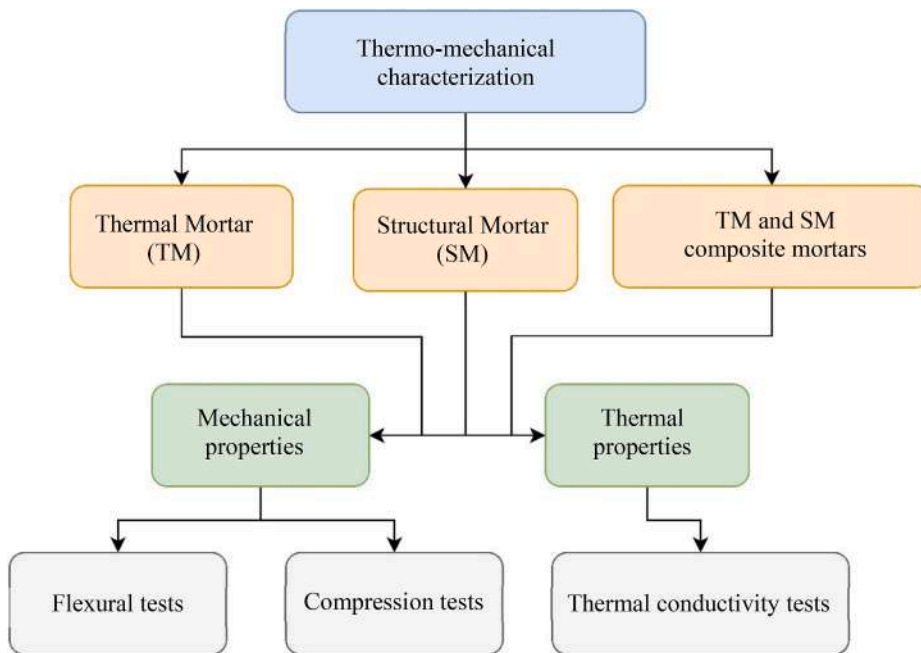 Thermo-mechanical
characterization
Thermal Mortar
(TM)
Structural Mortar
(SM)
TM and SM
composite mortars
Mechanical
properties
Thermal
properties
Flexural tests
Compression tests
Thermal conductivity tests